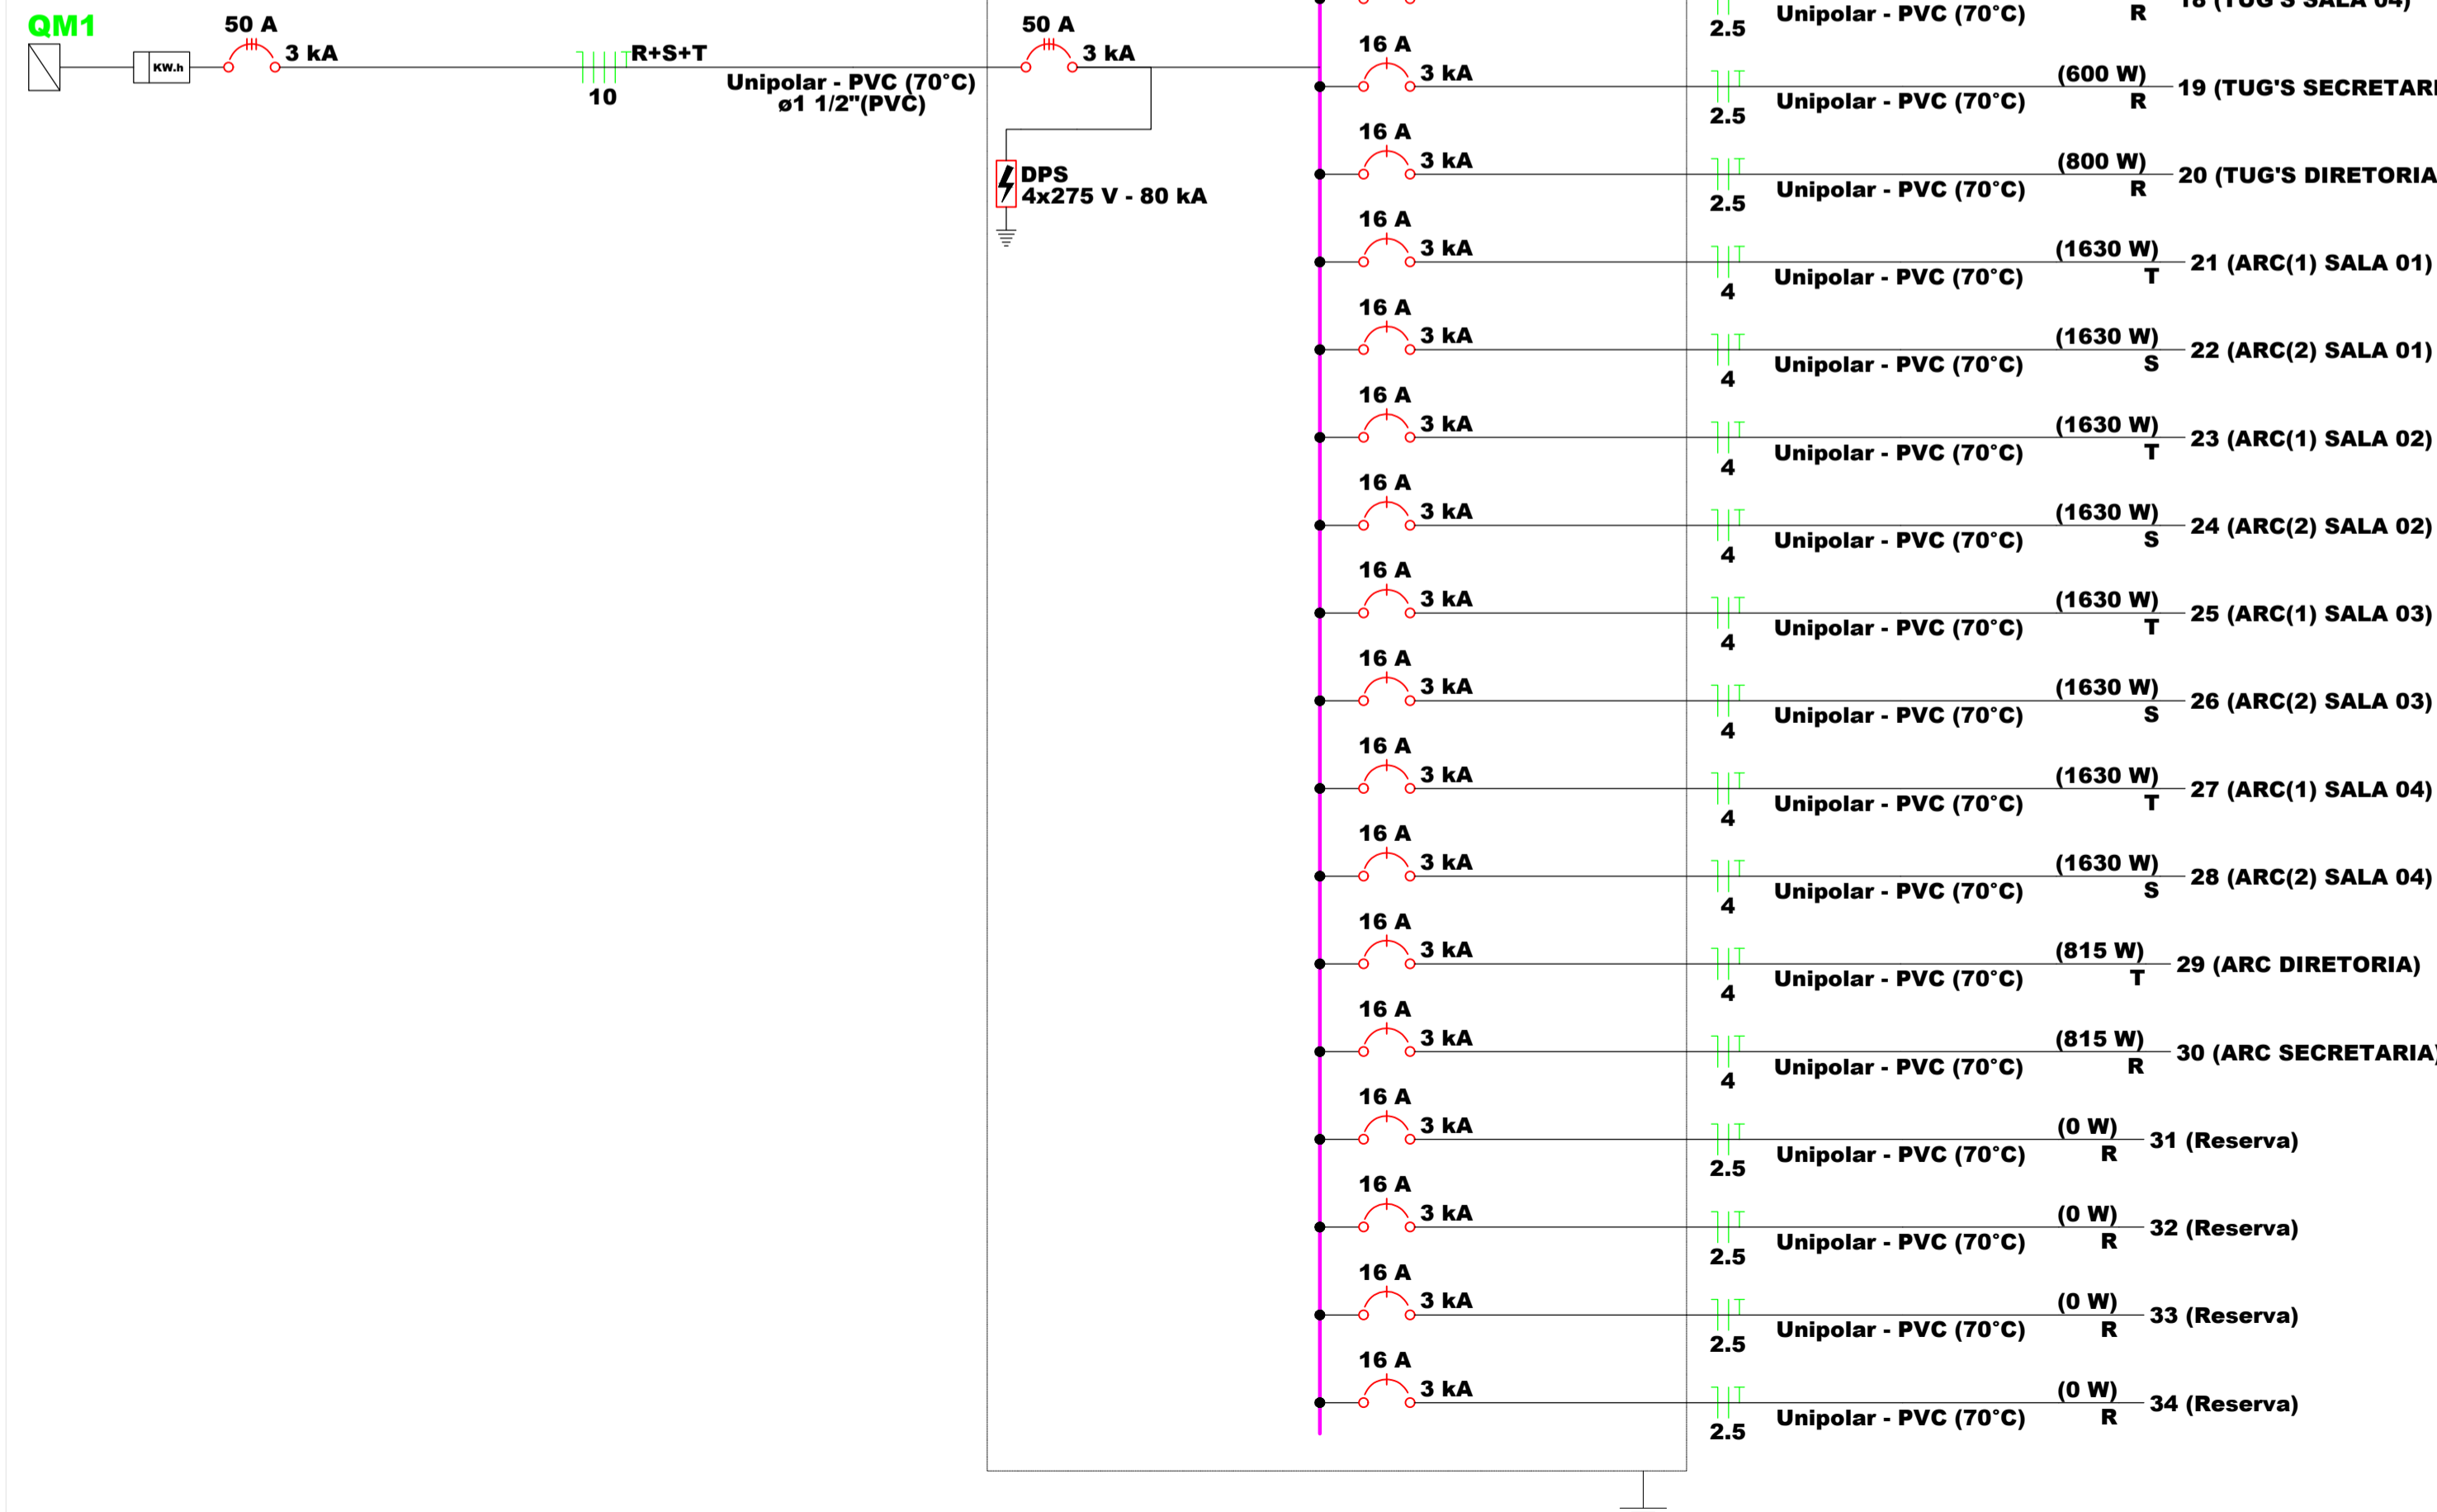 QM1
50 A
3 kA
KW.h
R+S+T
10
Unipolar - PVC (70°C)
ø1 1/2"(PVC)
50 A
3 kA
DPS
4x275 V - 80 kA
2.5
Unipolar - PVC (70°C)
R
18 (TUG'S SALA 04)
16 A
3 kA
2.5
Unipolar - PVC (70°C)
(600 W)
R
19 (TUG'S SECRETARI
16 A
3 kA
2.5
Unipolar - PVC (70°C)
(800 W)
R
20 (TUG'S DIRETORIA
16 A
3 kA
4
Unipolar - PVC (70°C)
(1630 W)
T
21 (ARC(1) SALA 01)
16 A
3 kA
4
Unipolar - PVC (70°C)
(1630 W)
S
22 (ARC(2) SALA 01)
16 A
3 kA
4
Unipolar - PVC (70°C)
(1630 W)
T
23 (ARC(1) SALA 02)
16 A
3 kA
4
Unipolar - PVC (70°C)
(1630 W)
S
24 (ARC(2) SALA 02)
16 A
3 kA
4
Unipolar - PVC (70°C)
(1630 W)
T
25 (ARC(1) SALA 03)
16 A
3 kA
4
Unipolar - PVC (70°C)
(1630 W)
S
26 (ARC(2) SALA 03)
16 A
3 kA
4
Unipolar - PVC (70°C)
(1630 W)
T
27 (ARC(1) SALA 04)
16 A
3 kA
4
Unipolar - PVC (70°C)
(1630 W)
S
28 (ARC(2) SALA 04)
16 A
3 kA
4
Unipolar - PVC (70°C)
(815 W)
T
29 (ARC DIRETORIA)
16 A
3 kA
4
Unipolar - PVC (70°C)
(815 W)
R
30 (ARC SECRETARIA)
16 A
3 kA
2.5
Unipolar - PVC (70°C)
(0 W)
R
31 (Reserva)
16 A
3 kA
2.5
Unipolar - PVC (70°C)
(0 W)
R
32 (Reserva)
16 A
3 kA
2.5
Unipolar - PVC (70°C)
(0 W)
R
33 (Reserva)
16 A
3 kA
2.5
Unipolar - PVC (70°C)
(0 W)
R
34 (Reserva)